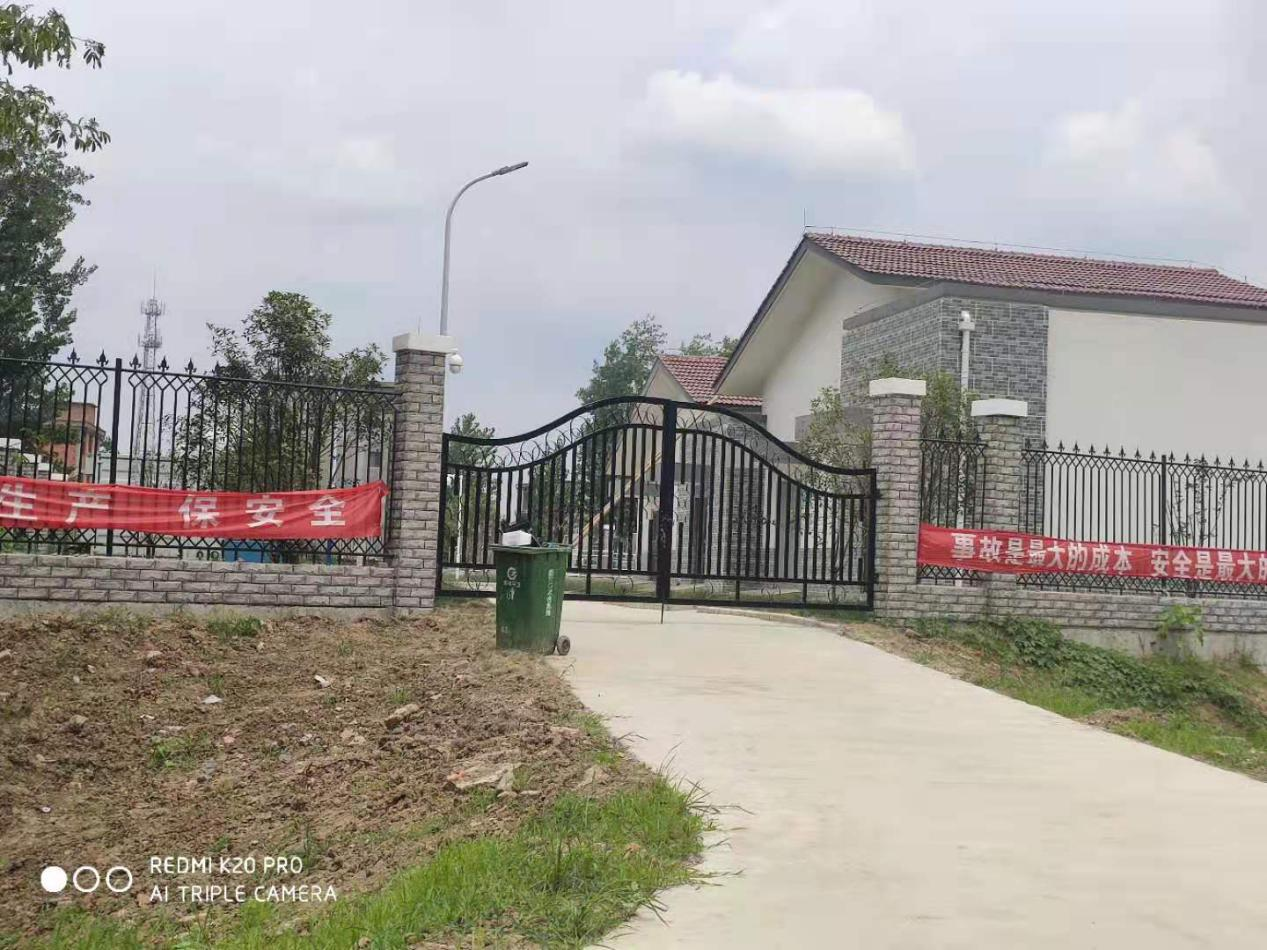 生产 保安全
事故是最大的成本 安全是最大的
REDMI K20 PRO
AI TRIPLE CAMERA